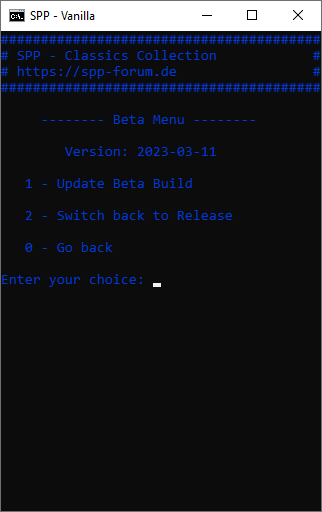 SPP - Vanilla
########################################
# SPP - Classics Collection            #
# https://spp-forum.de                 #
########################################
-------- Beta Menu --------
Version: 2023-03-11
1 - Update Beta Build
2 - Switch back to Release
0 - Go back
Enter your choice: